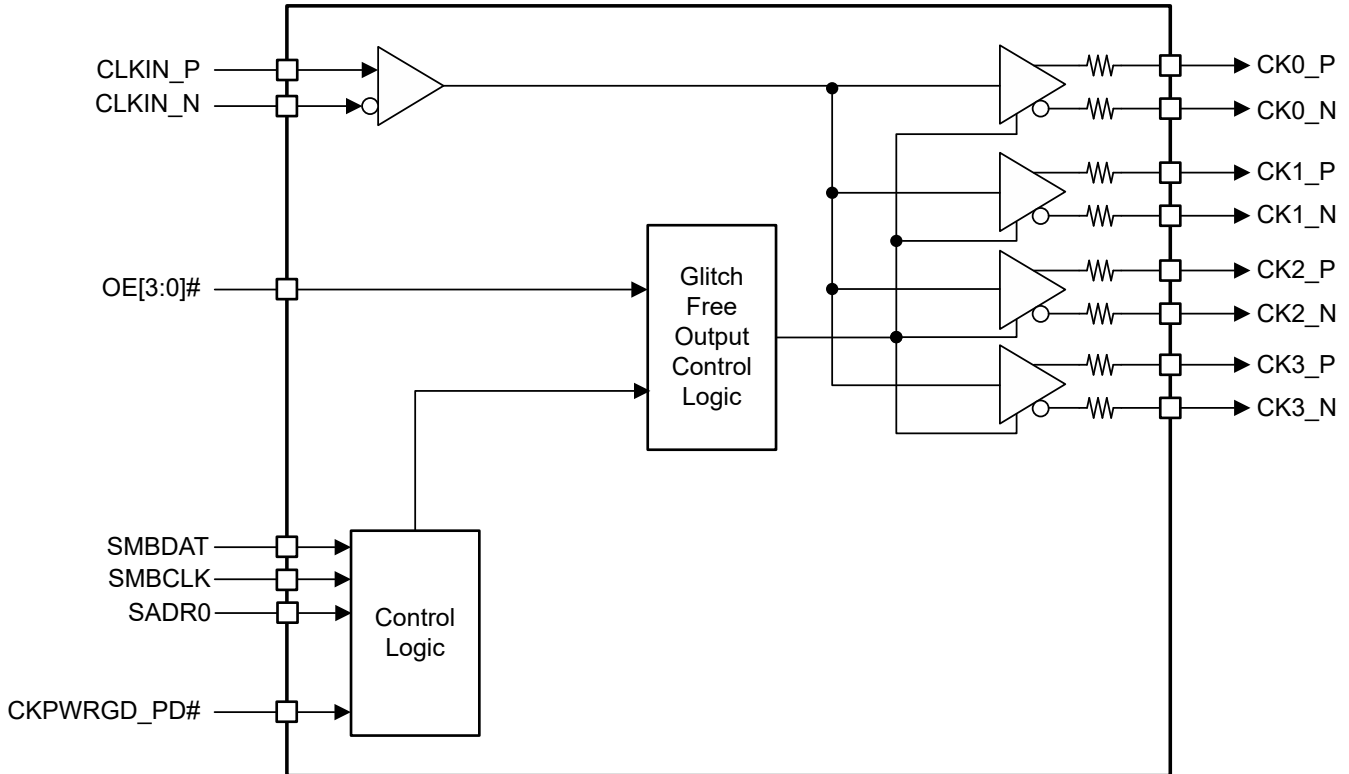 CLKIN_P
CLKIN_N
OE[3:0]#
SMBDAT
SMBCLK
SADR0
CKPWRGD_PD#
Control
Logic
Glitch
Free
Output
Control
Logic
CK0_P
CK0_N
CK1_P
CK1_N
CK2_P
CK2_N
CK3_P
CK3_N